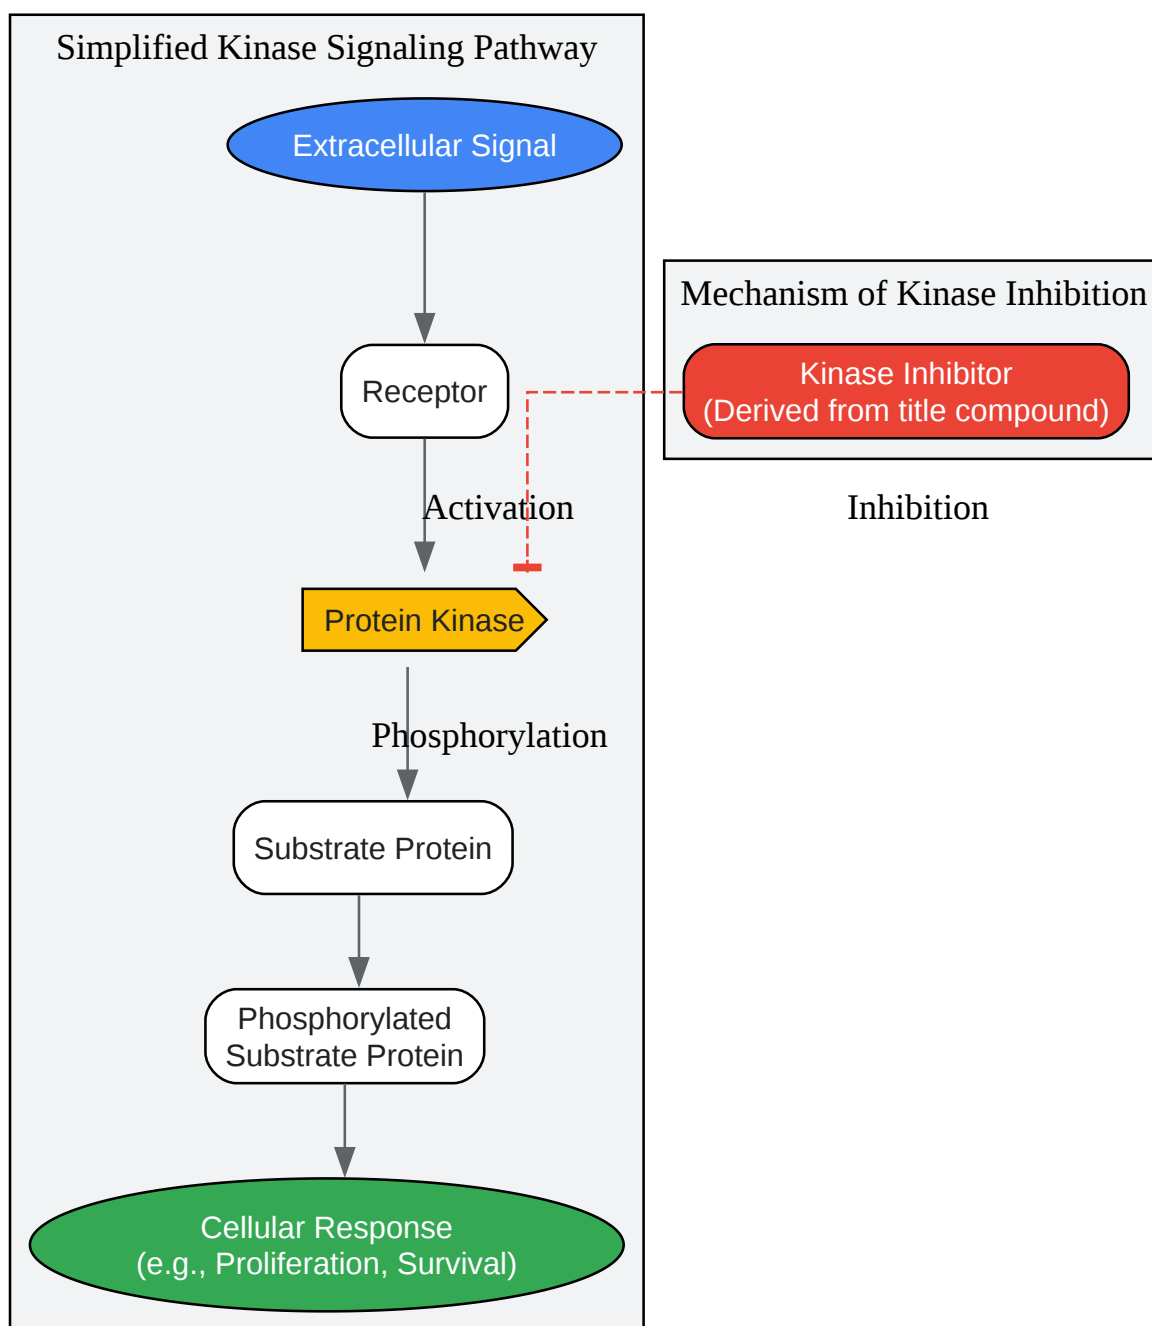 Simplified Kinase Signaling Pathway
Extracellular Signal
Mechanism of Kinase Inhibition
Kinase Inhibitor
(Derived from title compound)
Receptor
Activation
Inhibition
Protein Kinase
Phosphorylation
Substrate Protein
Phosphorylated
Substrate Protein
Cellular Response
(e.g., Proliferation, Survival)